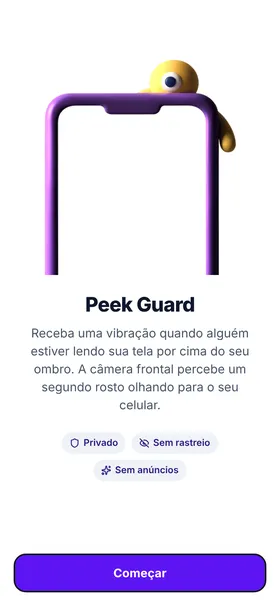 Peek Guard
Receba uma vibração quando alguém
estiver lendo sua tela por cima do seu
ombro. A câmera frontal percebe um
segundo rosto olhando para o seu
celular.
Privado
Sem rastreio
Sem anúncios
Começar